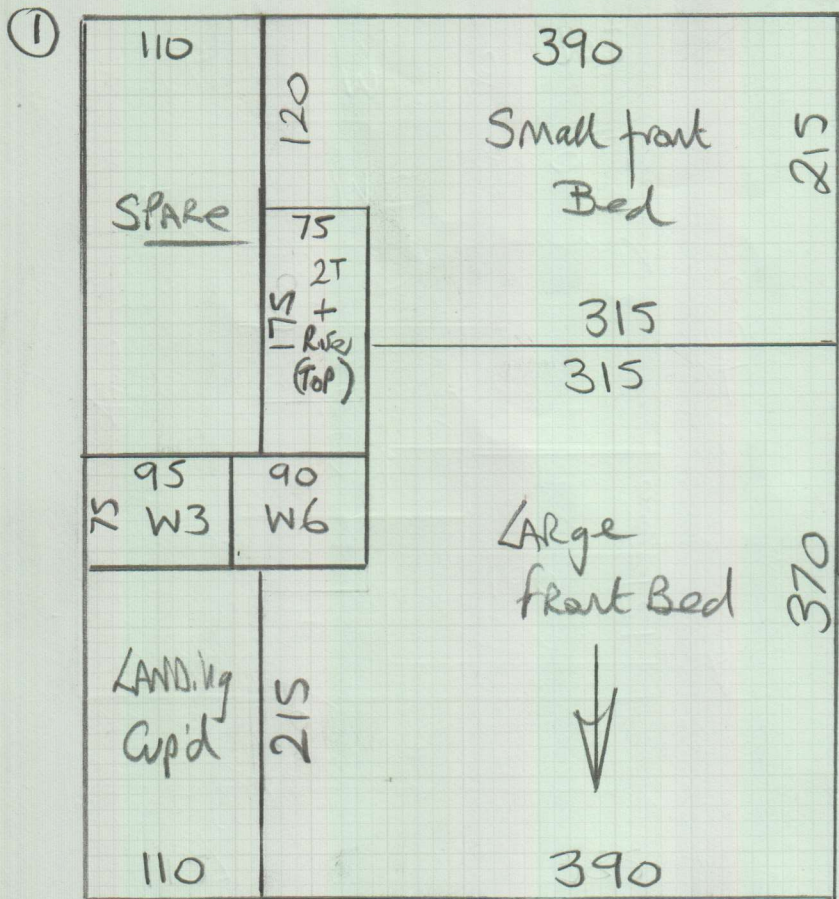 ①
110
SPARE
120
390
Small front
Bed
215
315
75
2T
+
Riser
(TOP)
175
315
95
75 W3
90
W6
LARge
fRont Bed
370
LANDing
Cup'd
215
110
390